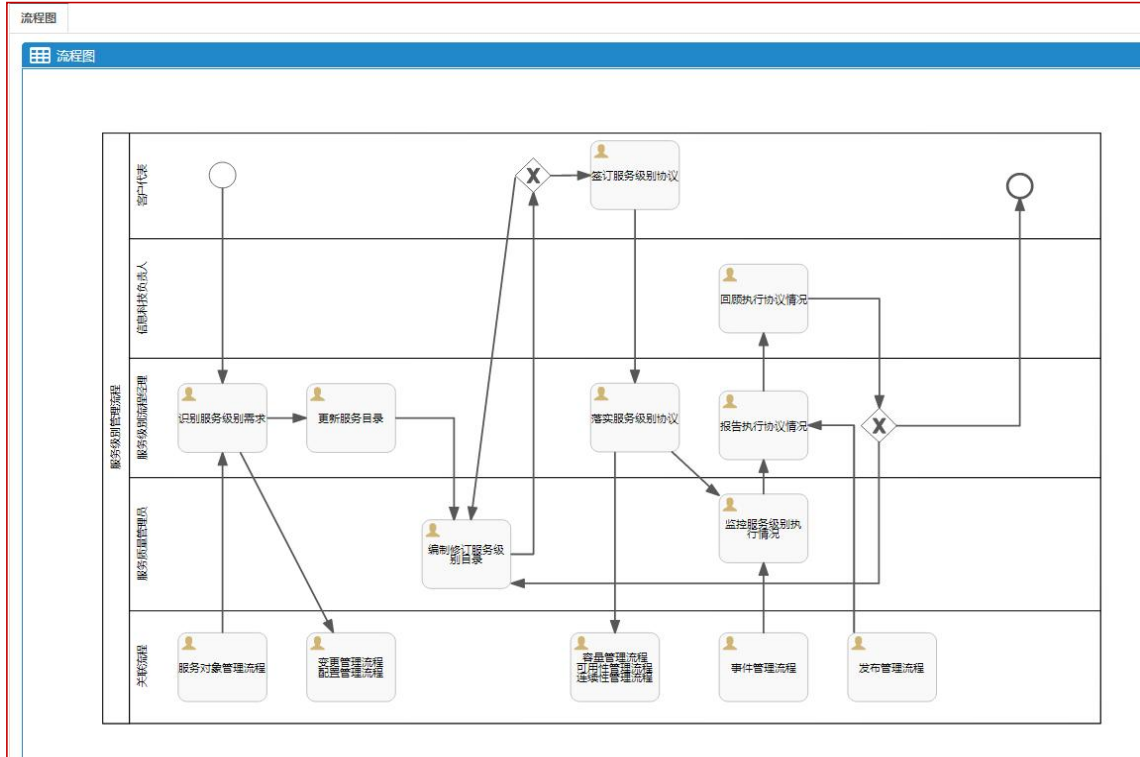 流程图
流程图
服务级别管理流程
客户代表
签订服务级别协议
信息科技负责人
回顾执行协议情况
服务级别流程经理
识别服务级别需求
更新服务目录
落实服务级别协议
报告执行协议情况
服务质量管理员
编制修订服务级
别目录
监控服务级别执
行情况
关联流程
服务对象管理流程
变更管理流程
配置管理流程
容量管理流程
可用性管理流程
连续性管理流程
事件管理流程
发布管理流程